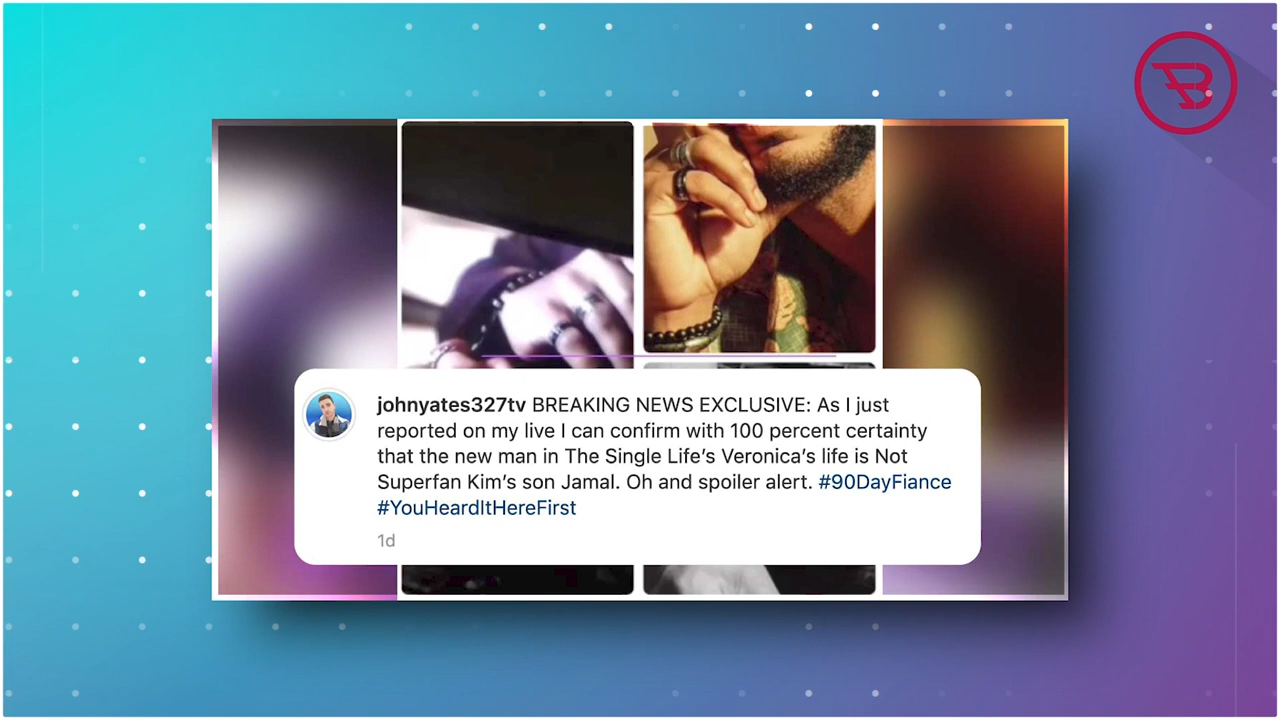 johnyates327tv BREAKING NEWS EXCLUSIVE: As I just
reported on my live I can confirm with 100 percent certainty
that the new man in The Single Life’s Veronica’s life is Not
Superfan Kim’s son Jamal. Oh and spoiler alert. #90DayFiance
#YouHeardItHereFirst
1d